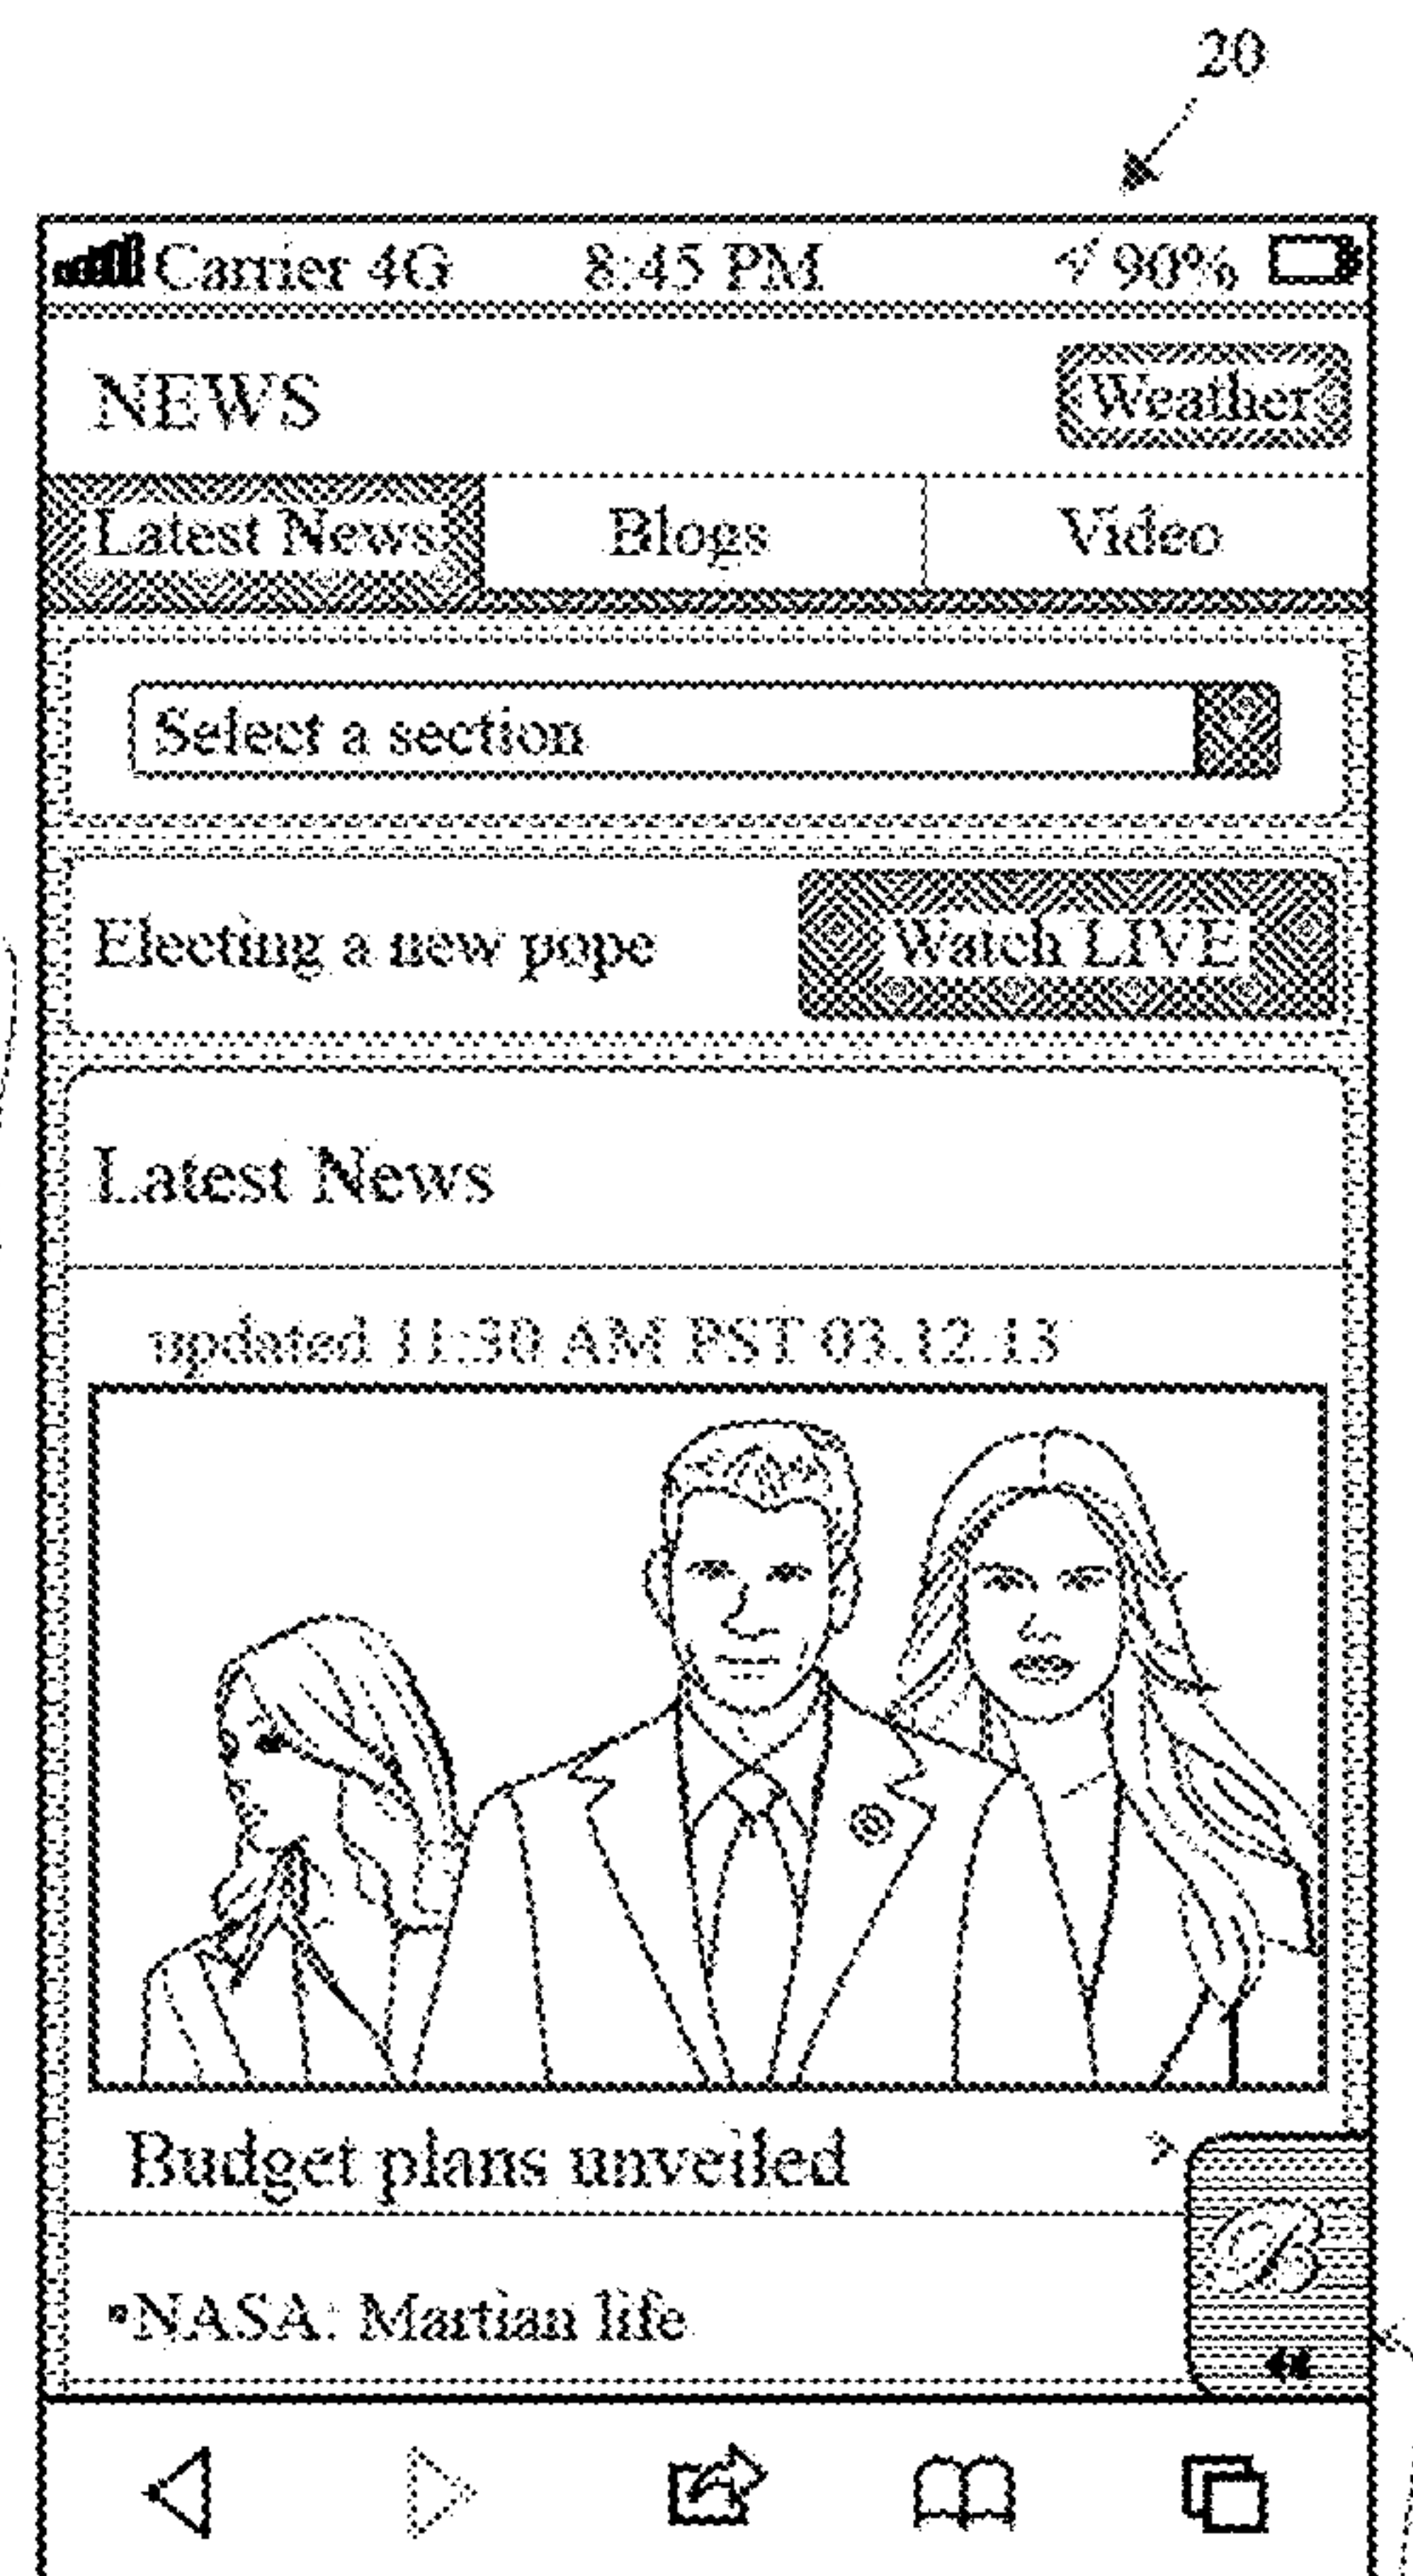 20
Carrier 4G 8:45 PM 90%
NEWS Weather
Latest News Blogs Video
Select a section
Electing a new pope Watch LIVE
Latest News
updated 11:30 AM PST 03.12.13
Budget plans unveiled >
B
•NASA: Martian life